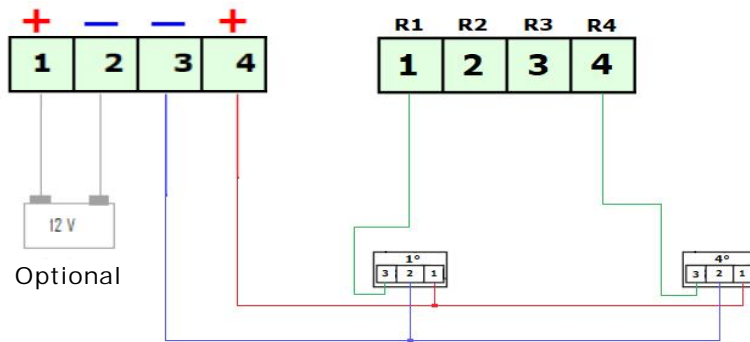 + — — +
1 2 3 4
R1 R2 R3 R4
1 2 3 4
12 V
Optional
1°
3 2 1
4°
3 2 1